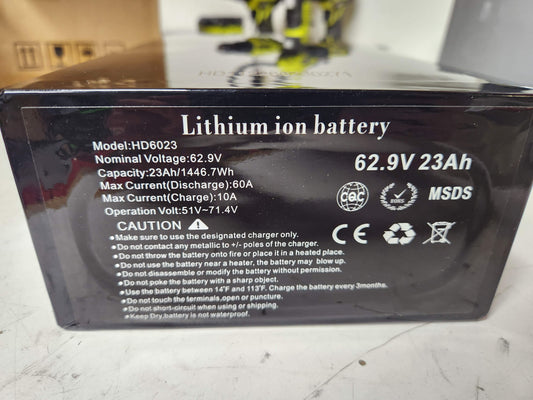 Lithium ion battery
Model:HD6023
Nominal Voltage:62.9V
Capacity:23Ah/1446.7Wh
Max Current(Discharge):60A
Max Current(Charge):10A
Operation Volt:51V~71.4V
62.9V 23Ah
CQC
MSDS
CE
CAUTION
•Make sure to use the designated charger only.
•Do not contact any metallic to +/- poles of the charger.
•Do not throw the battery onto fire or place it in a heated place.
•Do not use the battery near a heater, the battery may blow up.
•Do not disassemble or modify the battery without permission.
•Do not poke the battery with a sharp object.
•Use the battery between 14°F and 113°F. Charge the battery every 3months.
•Do not touch the terminals,open or puncture.
•Do not short-circuit when using or shipping.
•Keep Dry,battery is not waterproof.